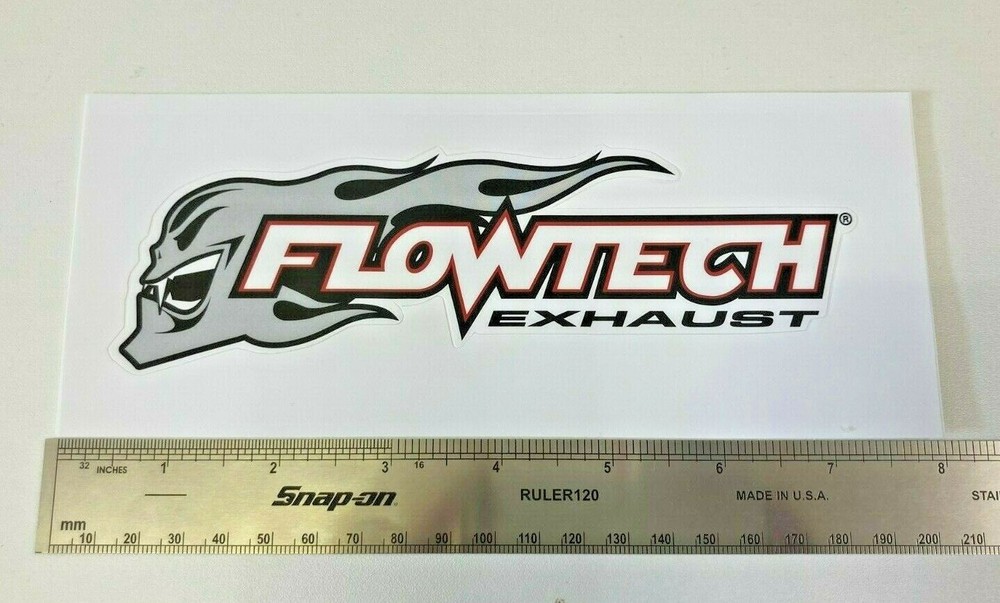 FLOWTECH ®
EXHAUST
32 INCHES 1 2 3 16 4 5 6 7 8
Snap-on RULER120 MADE IN U.S.A.
mm
10 20 30 40 50 60 70 80 90 100 110 120 130 140 150 160 170 180 190 200 210